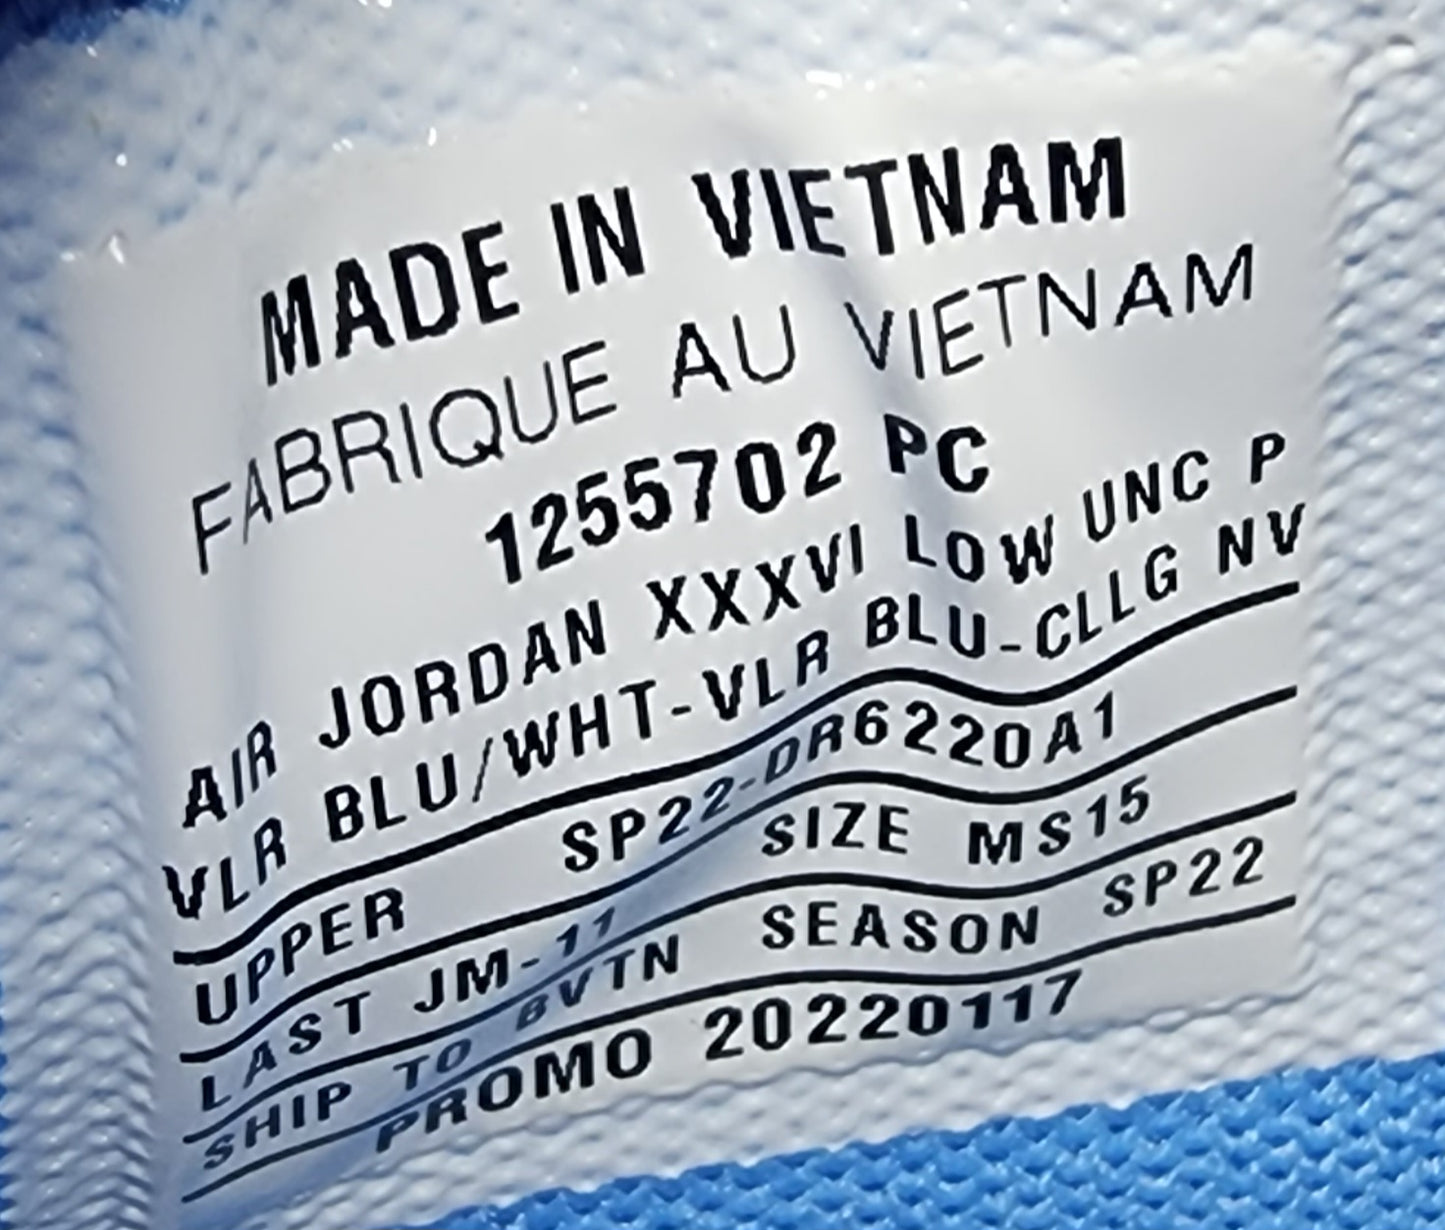 MADE IN VIETNAM
FABRIQUE AU VIETNAM
1255702 PC
AIR JORDAN XXXVI LOW UNC P
VLR BLU/WHT-VLR BLU-CLLG NV
UPPER SP22-DR6220A1
LAST JM-11 SIZE MS15
SHIP TO BVTN SEASON SP22
PROMO 20220117